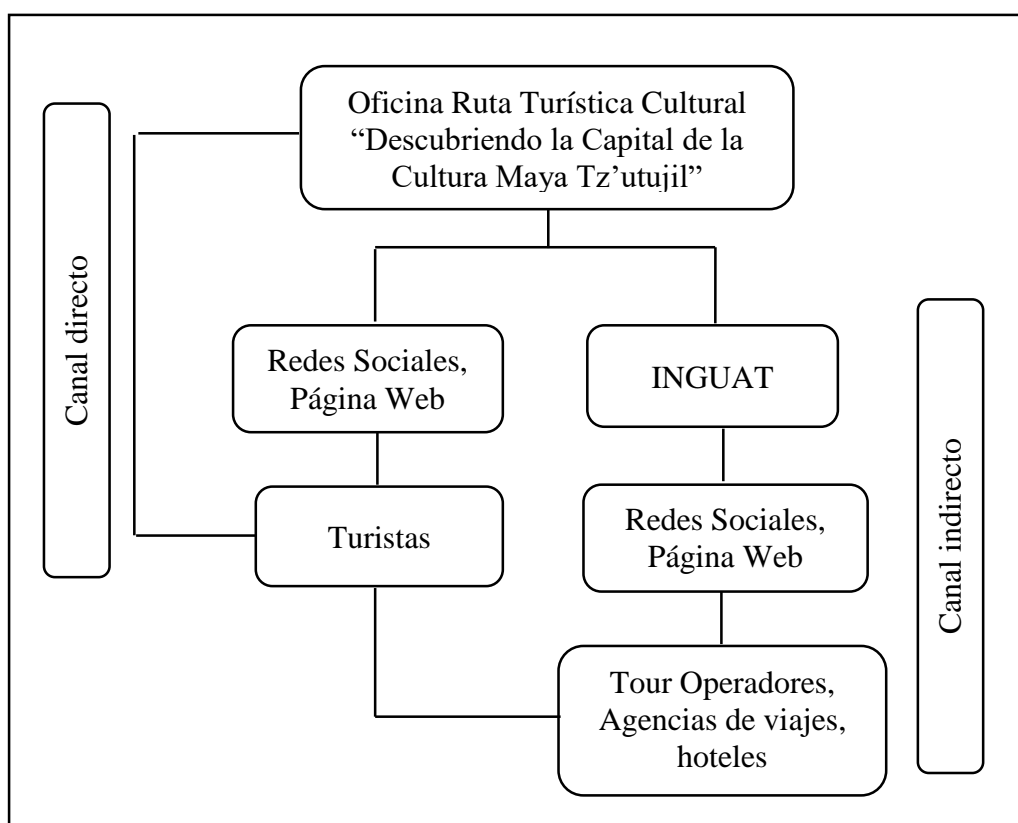 Oficina Ruta Turística Cultural
“Descubriendo la Capital de la
Cultura Maya Tz’utujil”
Canal directo
Redes Sociales,
Página Web
INGUAT
Turistas
Redes Sociales,
Página Web
Tour Operadores,
Agencias de viajes,
hoteles
Canal indirecto